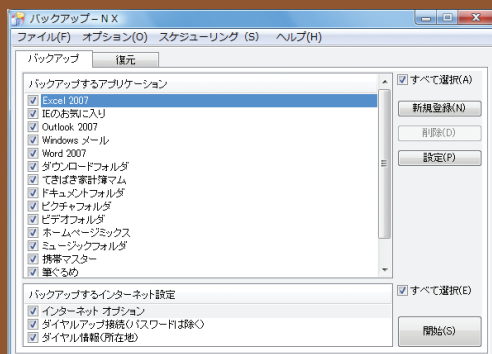 バックアップ－ＮＸ
ファイル(F) オプション(O) スケジューリング (S) ヘルプ(H)
バックアップ 復元
バックアップするアプリケーション
Excel 2007
IEのお気に入り
Outlook 2007
Windows メール
Word 2007
ダウンロードフォルダ
てきぱき家計簿マム
ドキュメントフォルダ
ピクチャフォルダ
ビデオフォルダ
ホームページミックス
ミュージックフォルダ
携帯マスター
筆ぐるめ
すべて選択(A)
新規登録(N)
削除(D)
設定(P)
バックアップするインターネット設定
インターネット オプション
ダイヤルアップ接続(パスワードは除く)
ダイヤル情報(所在地)
すべて選択(E)
開始(S)